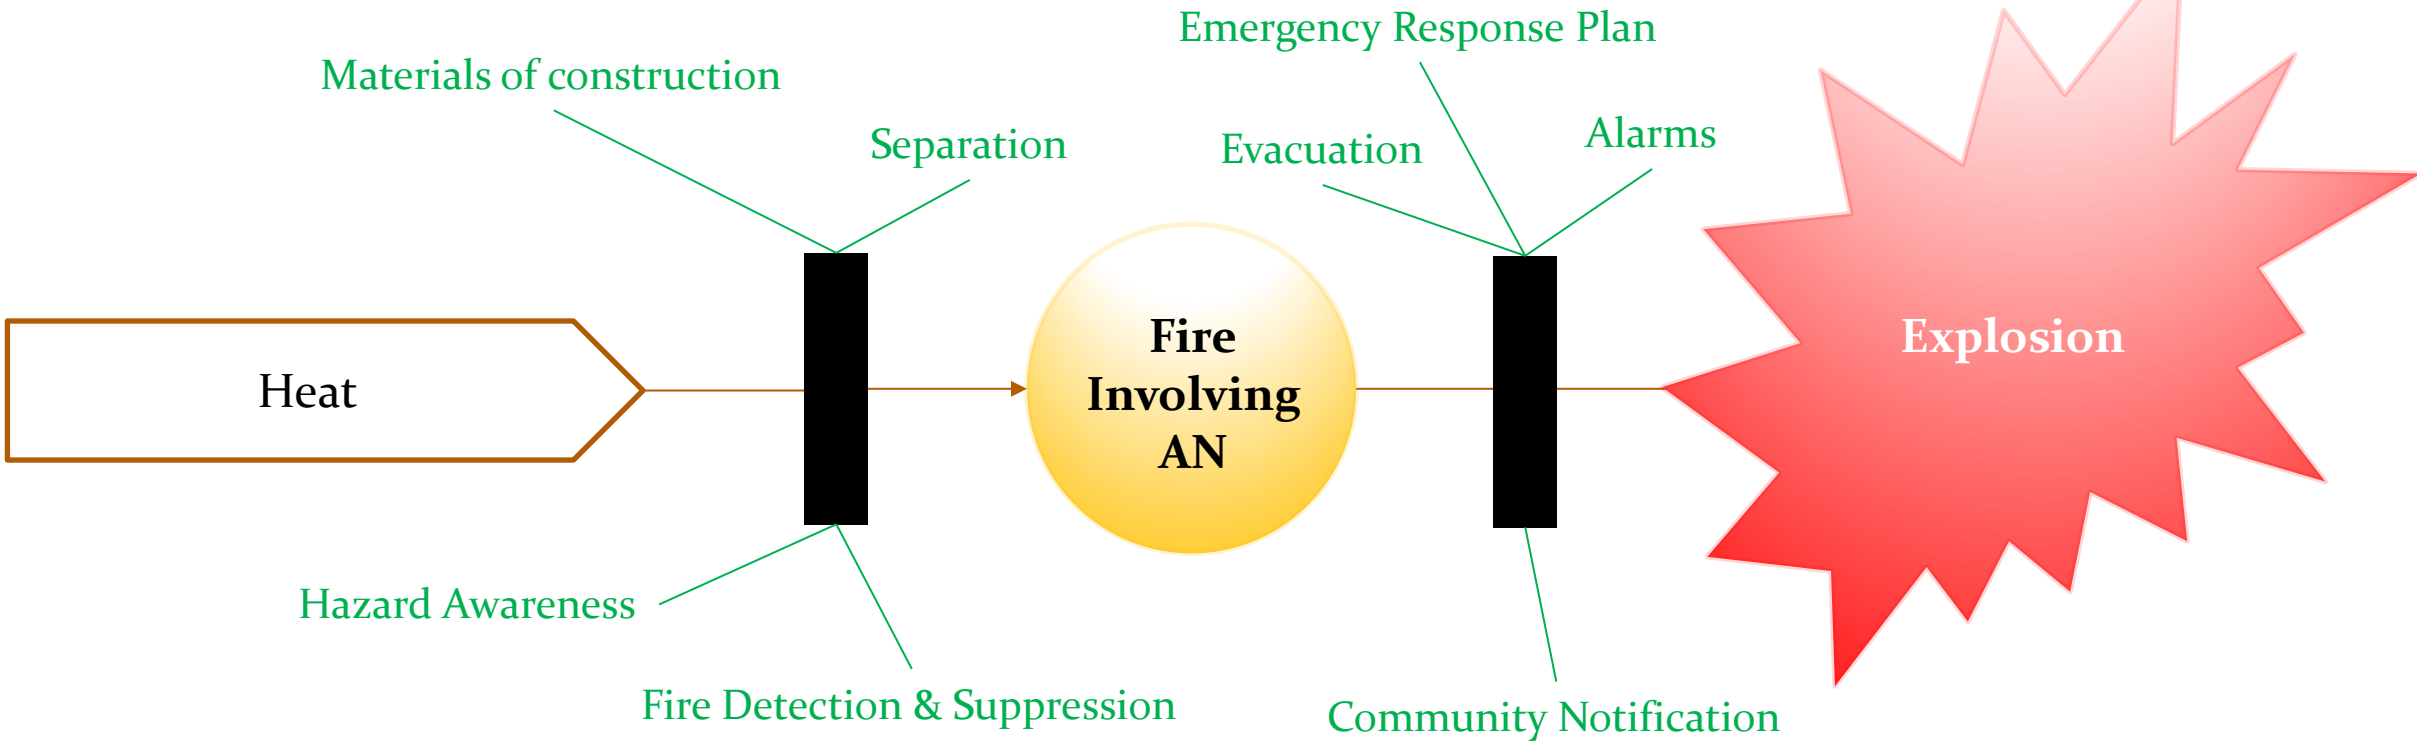 Emergency Response Plan
Materials of construction
Alarms
Separation
Evacuation
Heat
Fire
Involving
AN
Explosion
Hazard Awareness
Fire Detection & Suppression
Community Notification